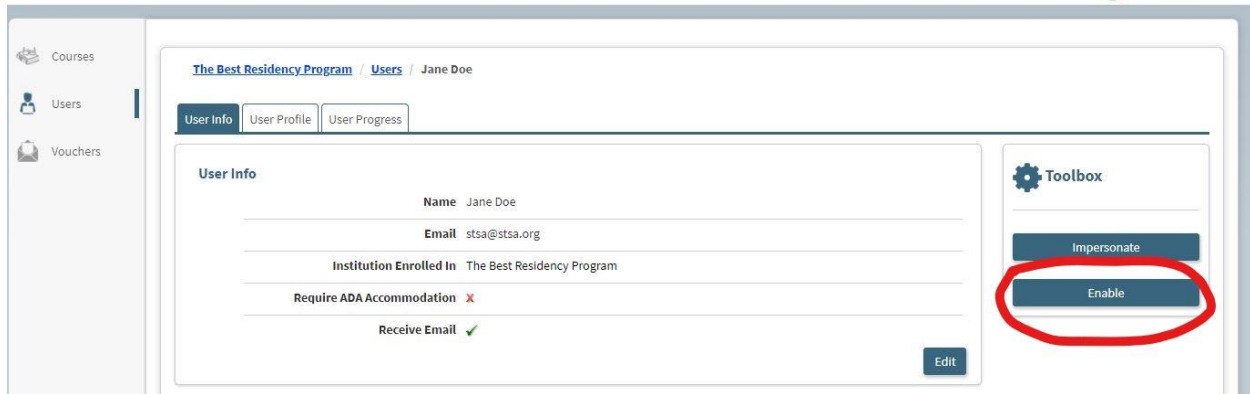 Courses
Users
Vouchers
The Best Residency Program / Users / Jane Doe
User Info User Profile User Progress
User Info
Name Jane Doe
Email stsa@stsa.org
Institution Enrolled In The Best Residency Program
Require ADA Accommodation X
Receive Email ✓
Edit
Toolbox
Impersonate
Enable